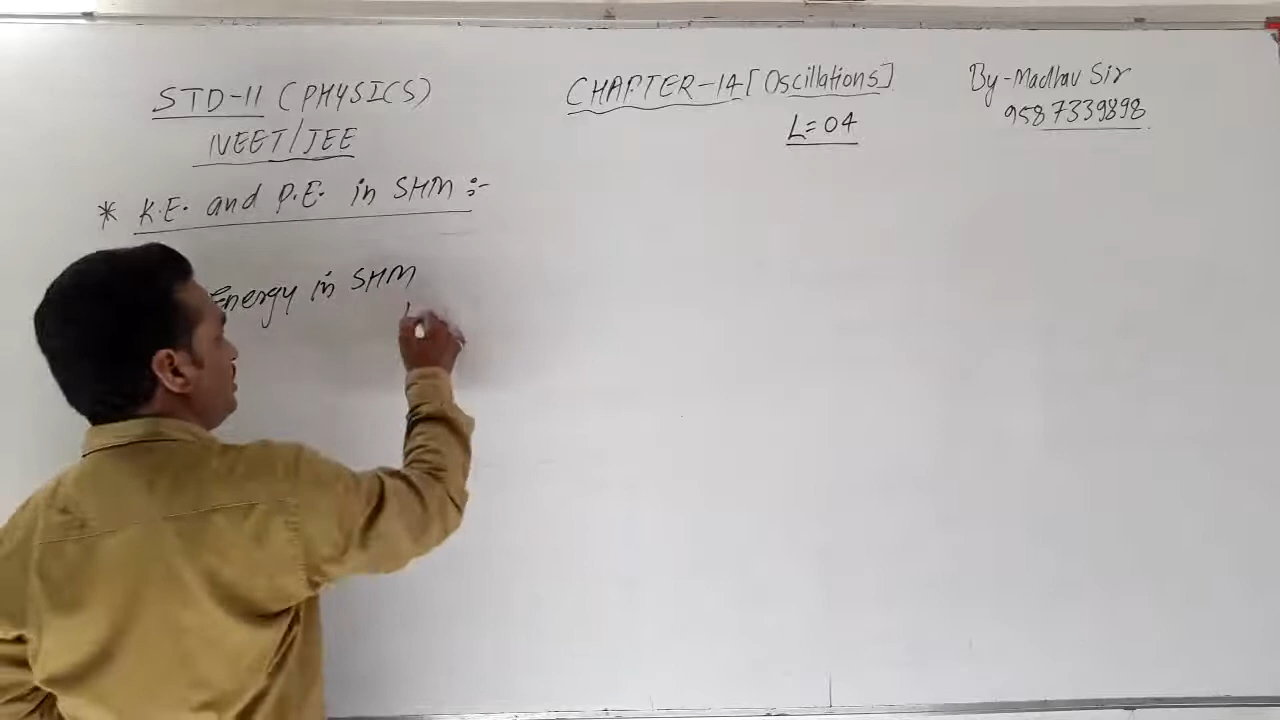 STD-11 (PHYSICS)
NEET/JEE
CHAPTER-14 [Oscillations]
L=04
By-Madhav Sir
9587339898
* K.E. and P.E. in SHM :-
Energy in SHM